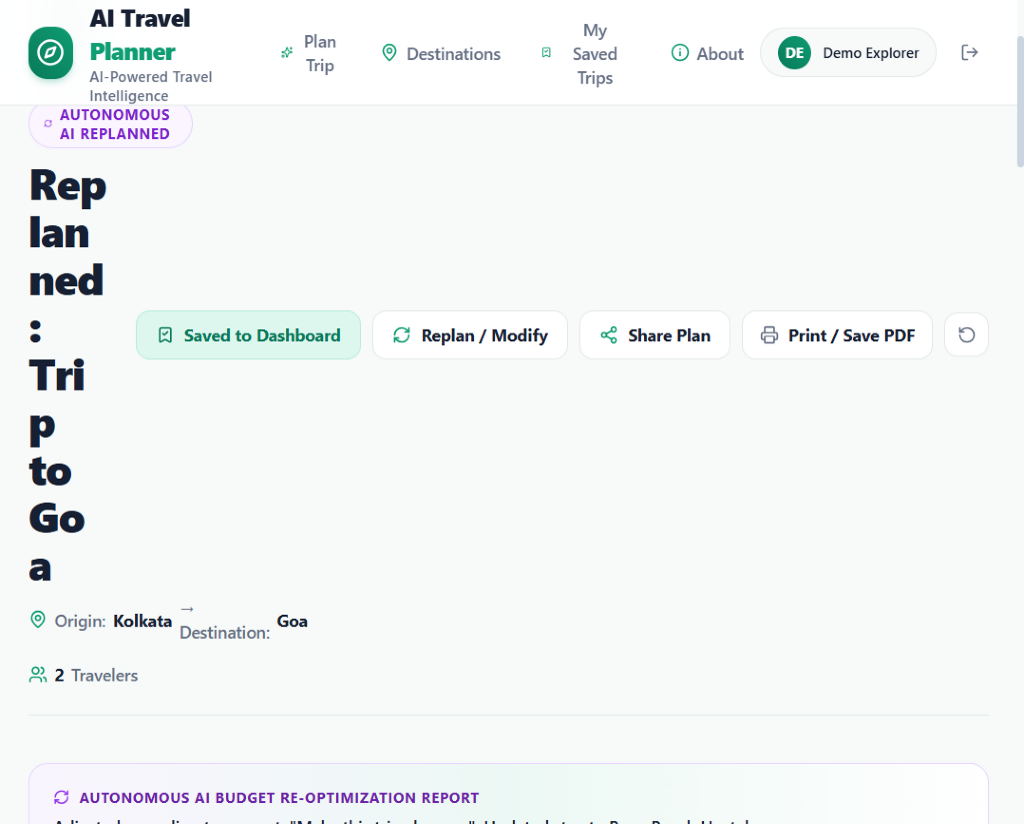 AI Travel
Planner
AI-Powered Travel
Intelligence
Plan
Trip
Destinations
My
Saved
Trips
About
DE
Demo Explorer
AUTONOMOUS
AI REPLANNED
Rep
lan
ned
:
Tri
p
to
Go
a
Saved to Dashboard
Replan / Modify
Share Plan
Print / Save PDF
Origin: Kolkata
→
Destination: Goa
2 Travelers
AUTONOMOUS AI BUDGET RE-OPTIMIZATION REPORT